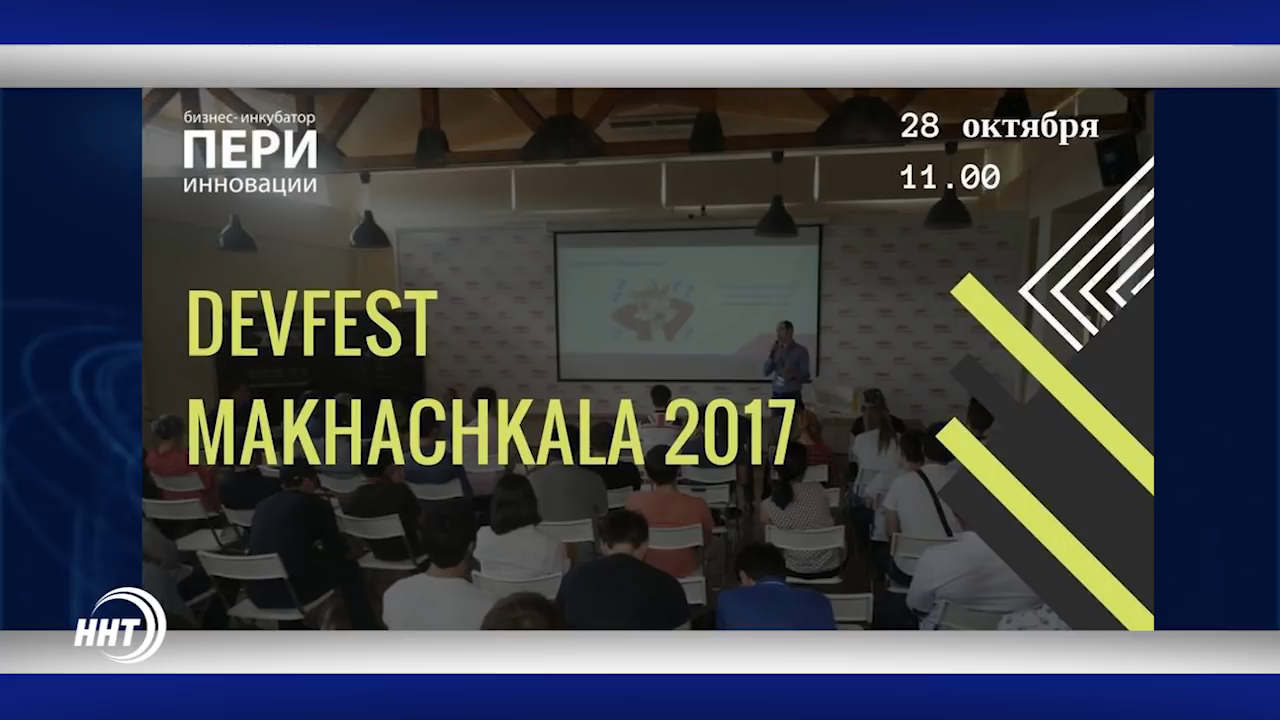 бизнес-инкубатор
ПЕРИ
инновации
28 октября
11.00
DEVFEST
MAKHACHKALA 2017
ННТ